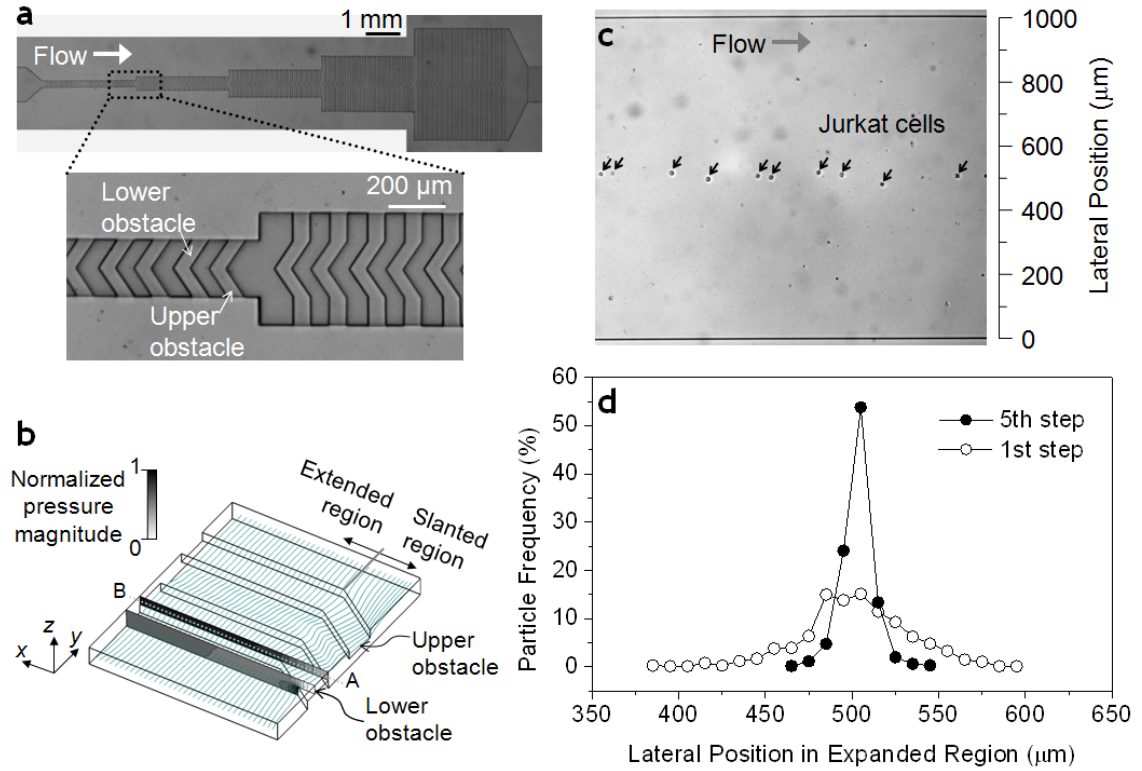 a
1 mm
Flow
Lower
obstacle
200 µm
Upper
obstacle
b
Normalized
pressure
magnitude
1
0
Extended
region
Slanted
region
B
A
z
y
x
Upper
obstacle
Lower
obstacle
c
Flow
Jurkat cells
1000
800
600
400
200
0
Lateral Position (µm)
d
5th step
1st step
60
50
40
30
20
10
0
Particle Frequency (%)
350 400 450 500 550 600 650
Lateral Position in Expanded Region (µm)